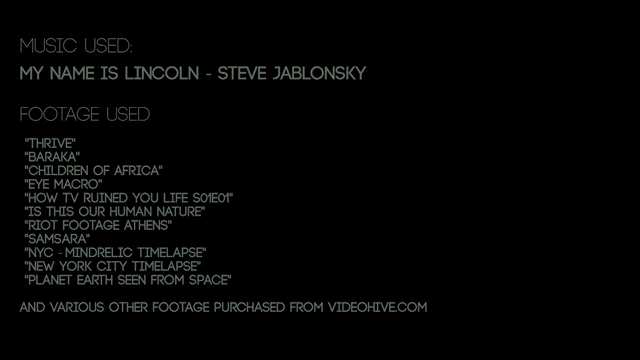 MUSIC USED:
MY NAME IS LINCOLN - STEVE JABLONSKY
FOOTAGE USED
"THRIVE"
"BARAKA"
"CHILDREN OF AFRICA"
"EYE MACRO"
"HOW TV RUINED YOU LIFE S01E01"
"IS THIS OUR HUMAN NATURE"
"RIOT FOOTAGE ATHENS"
"SAMSARA"
"NYC - MINDRELIC TIMELAPSE"
"NEW YORK CITY TIMELAPSE"
"PLANET EARTH SEEN FROM SPACE"
AND VARIOUS OTHER FOOTAGE PURCHASED FROM VIDEOHIVE.COM